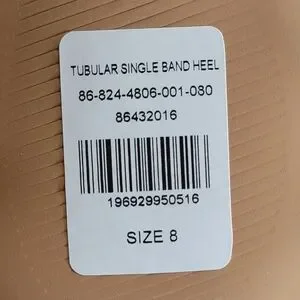 TUBULAR SINGLE BAND HEEL
86-824-4806-001-080
86432016
196929950516
SIZE 8